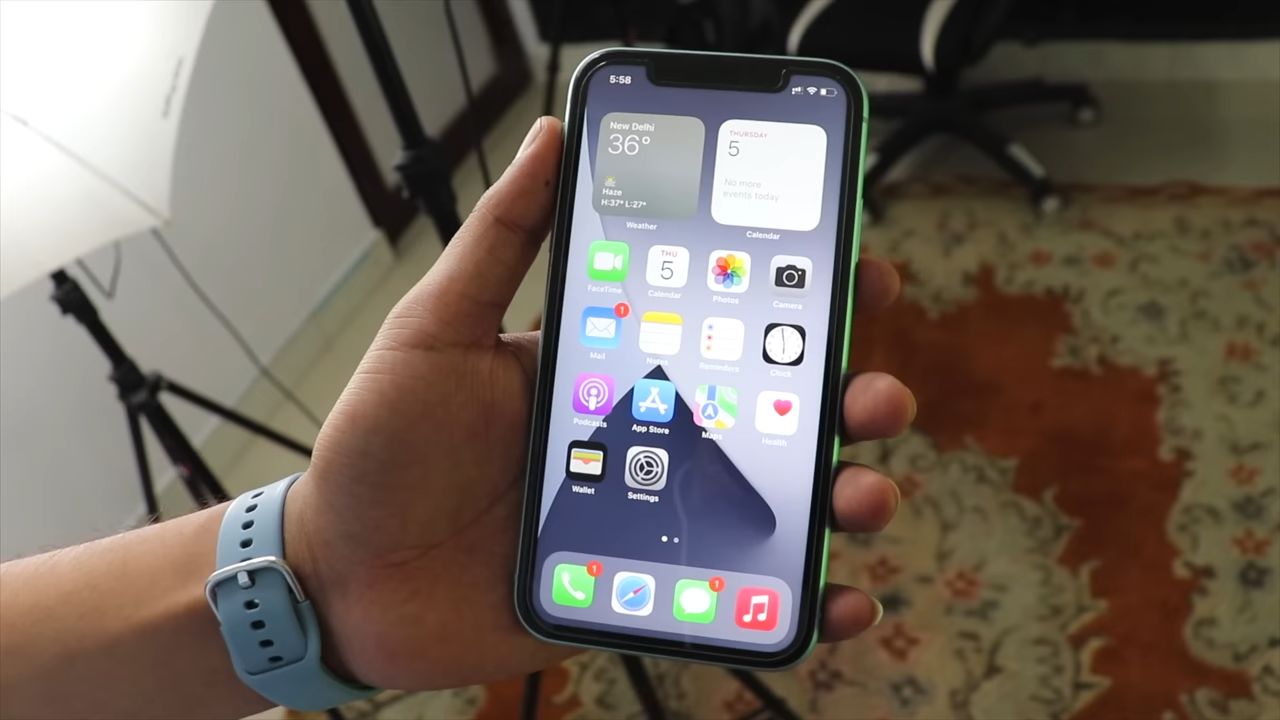 5:58
New Delhi
36°
Haze
H:37° L:27°
Weather
THURSDAY
5
No more
events today
Calendar
FaceTime
THU
5
Calendar
Photos
Camera
1
Mail
Notes
Reminders
Clock
Podcasts
App Store
Maps
Health
Wallet
Settings
1
1